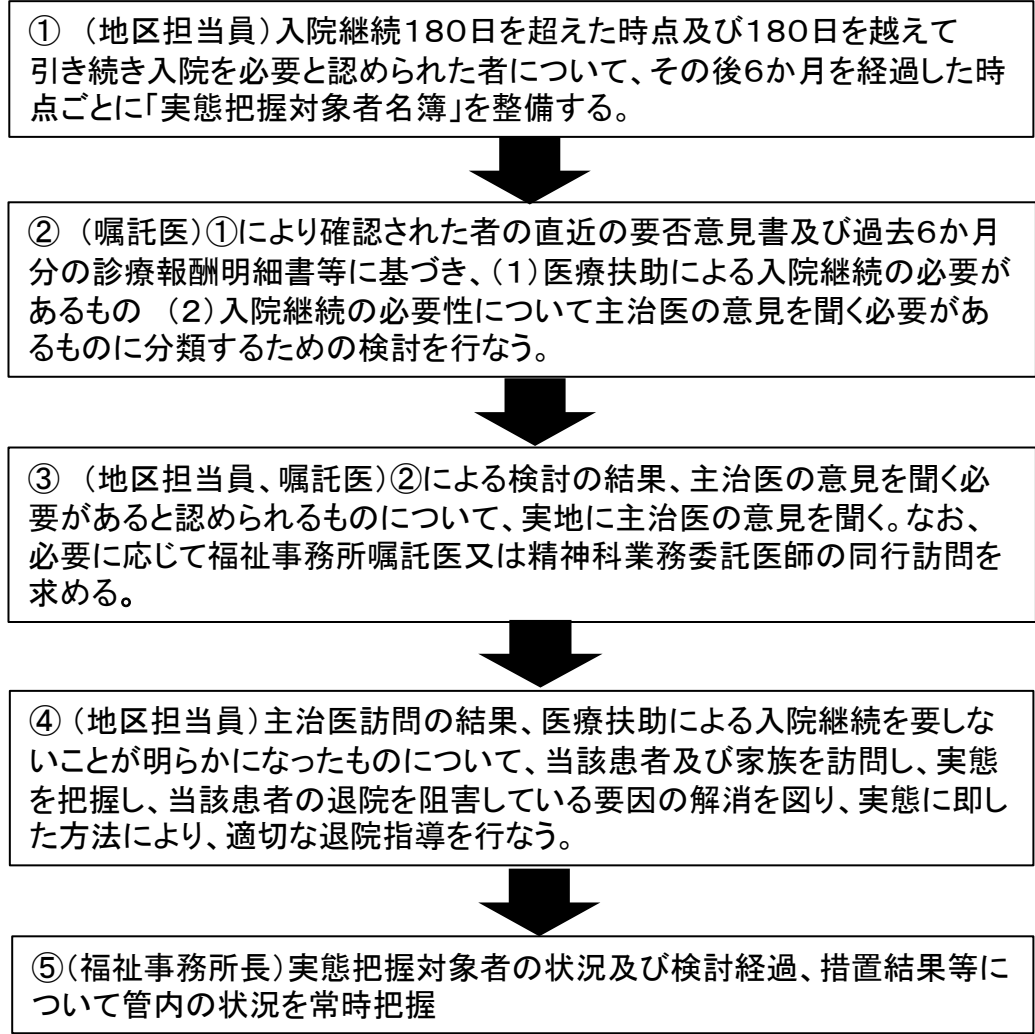 ① （地区担当員）入院継続１８０日を超えた時点及び１８０日を越えて
引き続き入院を必要と認められた者について、その後６か月を経過した時
点ごとに「実態把握対象者名簿」を整備する。
② （嘱託医）①により確認された者の直近の要否意見書及び過去６か月
分の診療報酬明細書等に基づき、（１）医療扶助による入院継続の必要が
あるもの （２）入院継続の必要性について主治医の意見を聞く必要があ
るものに分類するための検討を行なう。
③ （地区担当員、嘱託医）②による検討の結果、主治医の意見を聞く必
要があると認められるものについて、実地に主治医の意見を聞く。なお、
必要に応じて福祉事務所嘱託医又は精神科業務委託医師の同行訪問を
求める。
④ （地区担当員）主治医訪問の結果、医療扶助による入院継続を要しな
いことが明らかになったものについて、当該患者及び家族を訪問し、実態
を把握し、当該患者の退院を阻害している要因の解消を図り、実態に即し
た方法により、適切な退院指導を行なう。
⑤（福祉事務所長）実態把握対象者の状況及び検討経過、措置結果等に
ついて管内の状況を常時把握